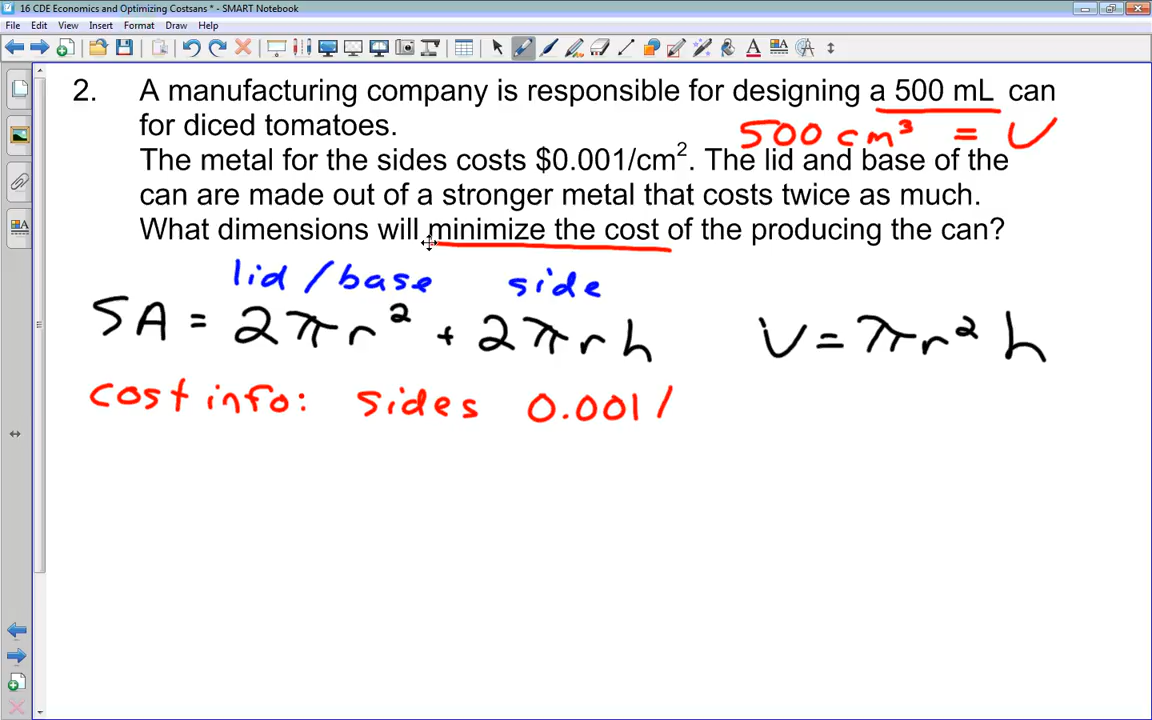 16 CDE Economics and Optimizing Costsans * - SMART Notebook
File Edit View Insert Format Tools Draw Help
2. A manufacturing company is responsible for designing a 500 mL can
for diced tomatoes.
500 cm³ = V
The metal for the sides costs $0.001/cm². The lid and base of the
can are made out of a stronger metal that costs twice as much.
What dimensions will minimize the cost of the producing the can?
lid / base side
SA = 2πr² + 2πrh V = πr²h
cost info: sides 0.001 /